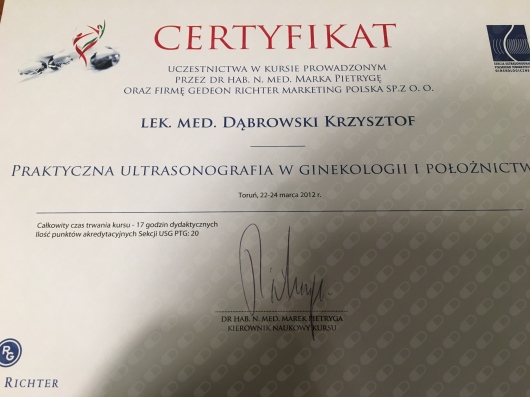 CERTYFIKAT
UCZESTNICTWA W KURSIE PROWADZONYM
PRZEZ DR HAB. N. MED. MARKA PIETRYGĘ
ORAZ FIRMĘ GEDEON RICHTER MARKETING POLSKA SP.Z O. O.
LEK. MED. DĄBROWSKI KRZYSZTOF
PRAKTYCZNA ULTRASONOGRAFIA W GINEKOLOGII I POŁOŻNICTW
Toruń, 22-24 marca 2012 r.
Całkowity czas trwania kursu - 17 godzin dydaktycznych
Ilość punktów akredytacyjnych Sekcji USG PTG: 20
DR HAB. N. MED. MAREK PIETRYGA
KIEROWNIK NAUKOWY KURSU
RG
RICHTER